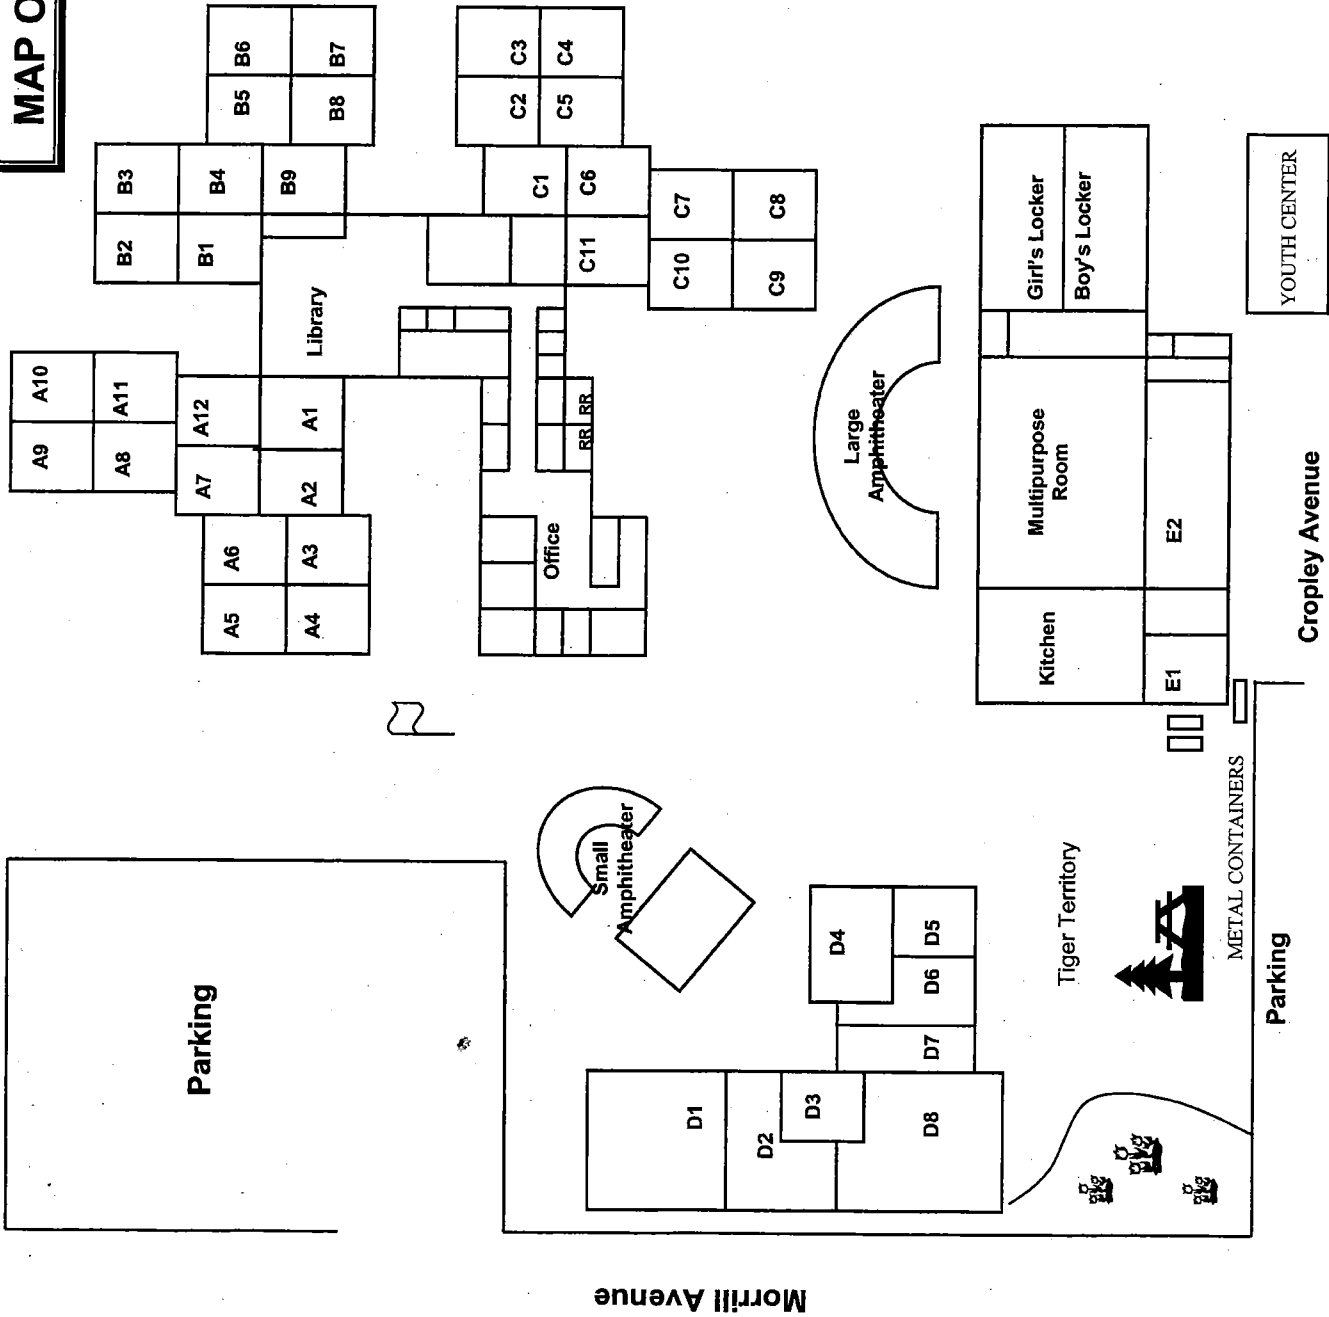 MAP O
B6
B7
B5
B8
B3
B4
B9
B2
B1
C3
C4
C2
C5
C1
C6
C11
C7
C8
C10
C9
Library
A10
A11
A9
A8
A12
A1
A7
A2
A6
A3
A5
A4
RR
RR
Office
Large
Amphitheater
Girl's Locker
Boy's Locker
YOUTH CENTER
Multipurpose
Room
E2
Kitchen
E1
Cropley Avenue
Small
Amphitheater
Parking
D4
D5
D6
D7
D1
D2
D3
D8
Tiger Territory
METAL CONTAINERS
Parking
Morrill Avenue